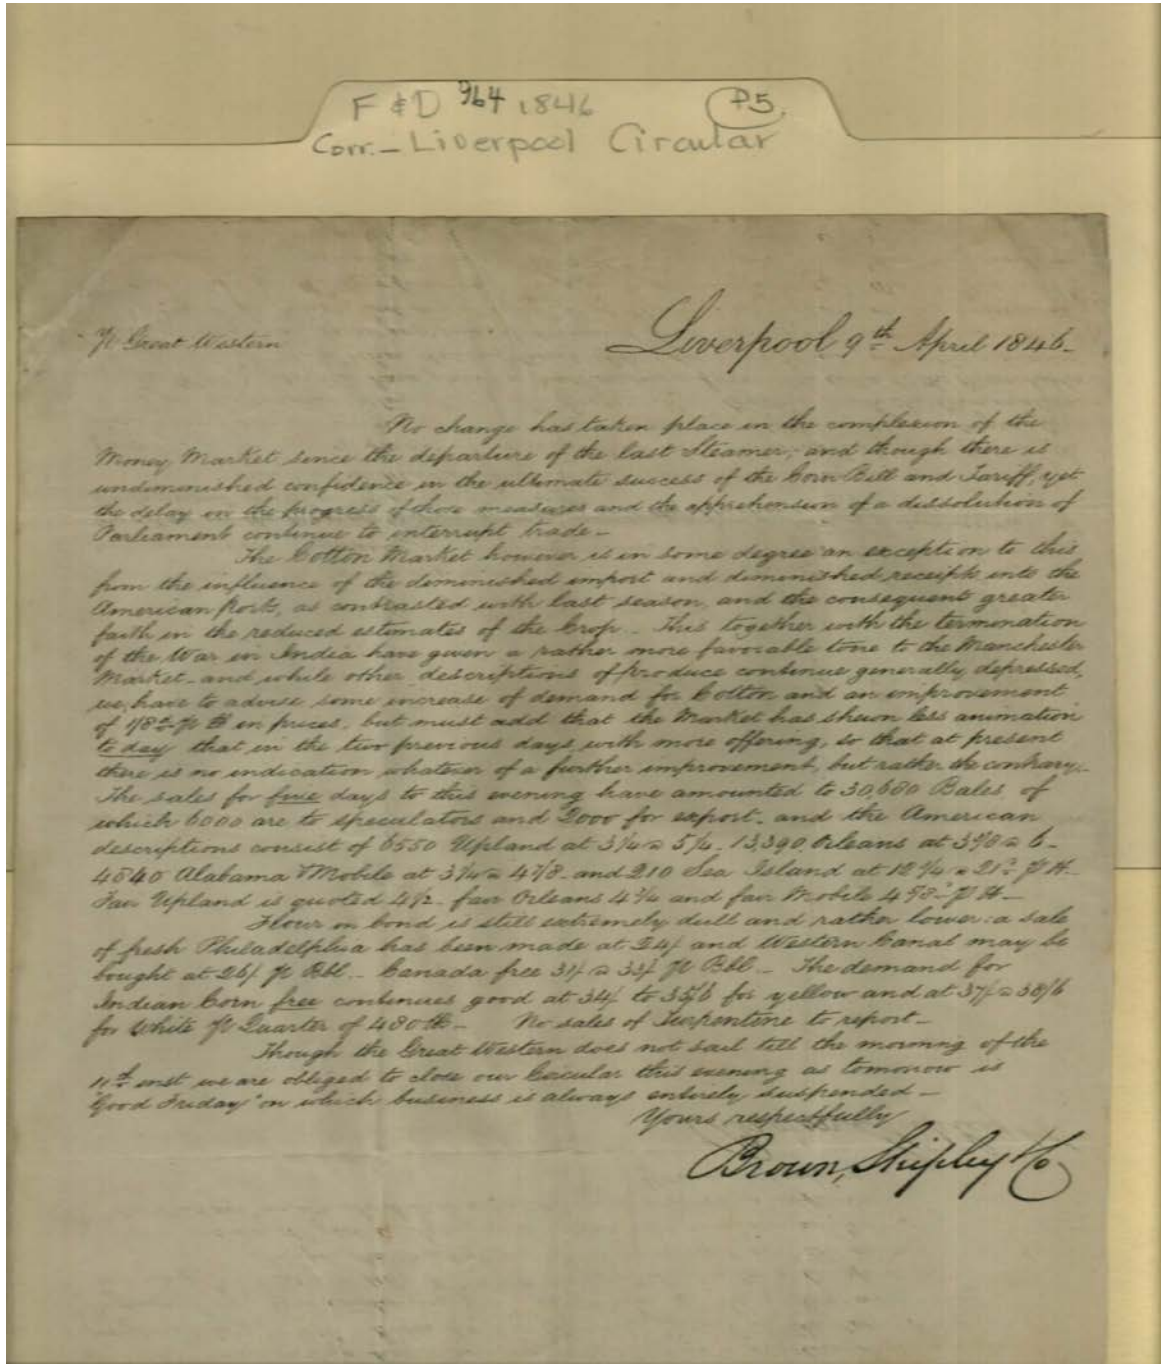 F & D 964 1846 P5.
Corr. - Liverpool Circular
Pr Great Western
Liverpool 9th April 1846.
No change has taken place in the complexion of the
Money Market since the departure of the last Steamer; and though there is
undiminished confidence in the ultimate success of the Corn Bill and Tariff, yet
the delay in the progress of those measures and the apprehension of a dissolution of
Parliament continue to interrupt trade -
The Cotton Market however is in some degree an exception to this
from the influence of the diminished import and diminished receipts into the
American ports, as contrasted with last season, and the consequent greater
faith in the reduced estimates of the Crop - This together with the termination
of the War in India have given a rather more favorable tone to the Manchester
Market - and while other descriptions of produce continue generally depressed,
we have to advise some increase of demand for Cotton and an improvement
of 1/8d pr lb in prices, but must add that the Market has shewn less animation
to day that in the two previous days, with more offering, so that at present
there is no indication whatever of a further improvement, but rather the contrary -
The sales for five days to this evening have amounted to 30,680 Bales of
which 6000 are to speculators and 2000 for export - and the American
descriptions consist of 6550 Upland at 3 1/4 @ 5 1/4 - 13,390 Orleans at 3 3/8 @ 6 -
4840 Alabama & Mobile at 3 1/4 @ 4 7/8 - and 210 Sea Island at 12 1/4 @ 21d pr lb -
Fair Upland is quoted 4 1/2 - fair Orleans 4 3/4 and fair Mobile 4 5/8d pr lb -
Flour in bond is still extremely dull and rather lower: a sale
of fresh Philadelphia has been made at 24/ and Western Canal may be
bought at 26/ pr Bbl - Canada free 31/ @ 33/ pr Bbl - The demand for
Indian Corn free continues good at 34/ to 35/6 for yellow and at 37/ @ 38/6
for White pr Quarter of 480 lb - No sales of Turpentine to report -
Though the Great Western does not sail till the morning of the
11th inst we are obliged to close our Circular this evening as tomorrow is
"Good Friday" on which business is always entirely suspended -
Yours respectfully
Brown, Shipley & Co